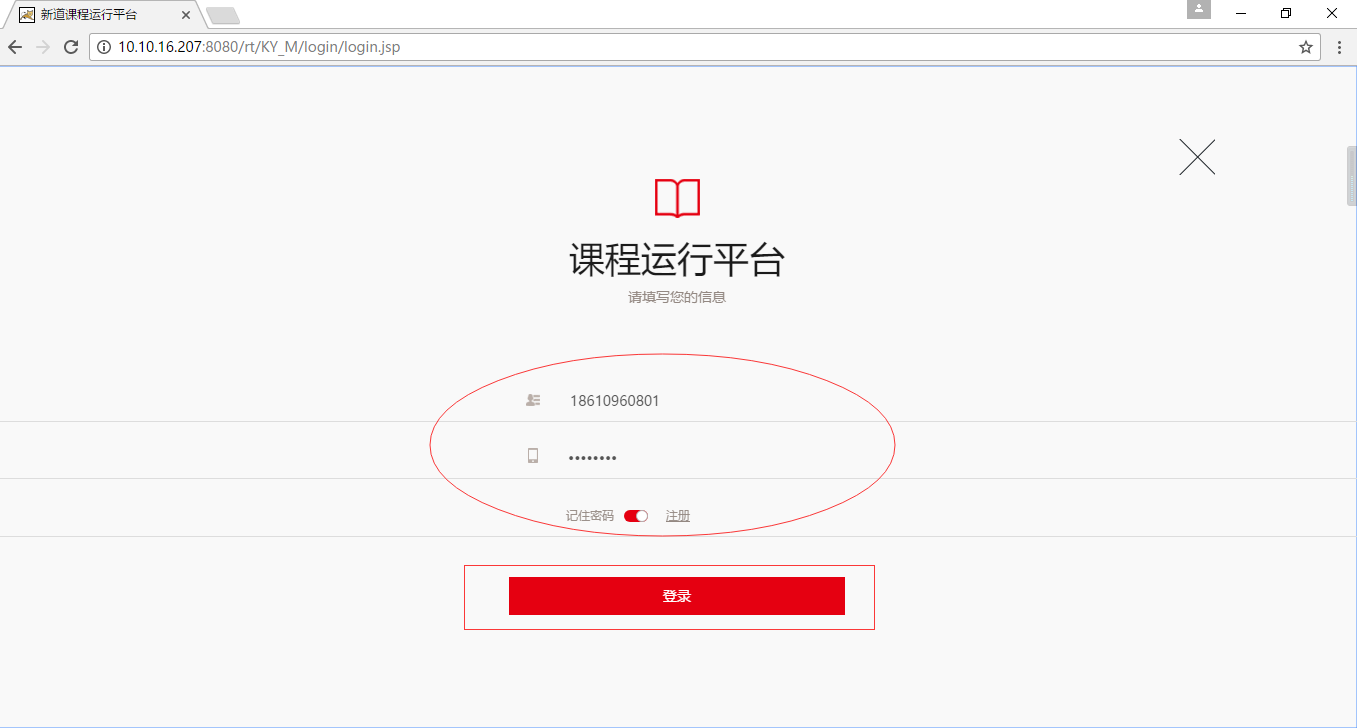 新道课程运行平台
10.10.16.207:8080/rt/KY_M/login/login.jsp
课程运行平台
请填写您的信息
18610960801
••••••••
记住密码 注册
登录